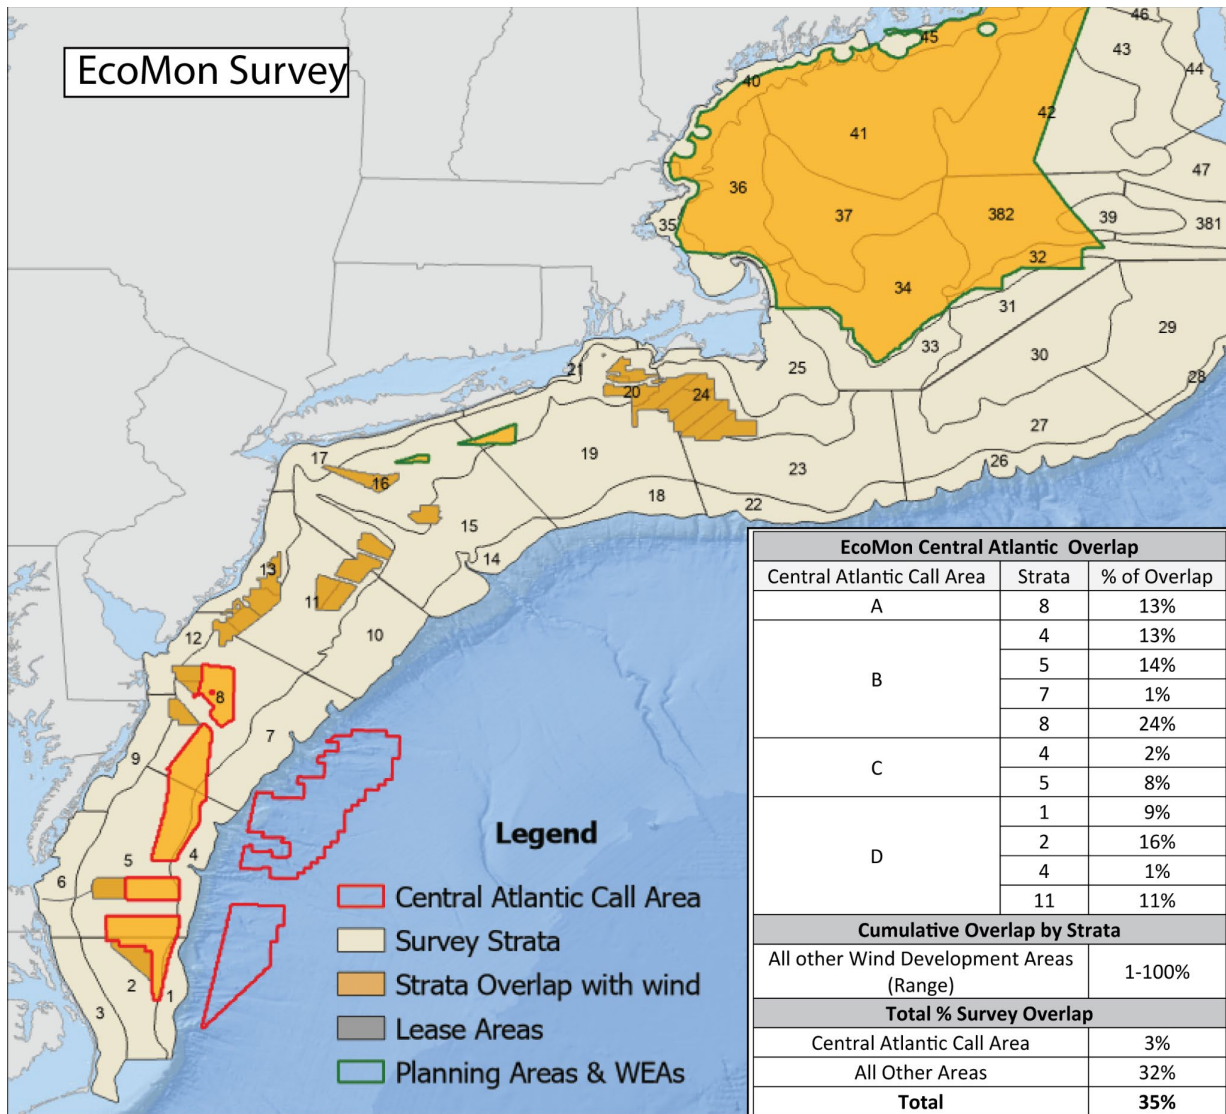 EcoMon Survey
46
45
43
44
40
42
41
47
36
37
382
39
381
35
32
34
31
33
29
30
25
28
21
20
24
27
19
23
26
17
16
18
22
15
14
13
11
10
12
8
7
9
5
4
6
2
1
3
Legend
Central Atlantic Call Area
Survey Strata
Strata Overlap with wind
Lease Areas
Planning Areas & WEAs
EcoMon Central Atlantic Overlap
Central Atlantic Call Area Strata % of Overlap
A 8 13%
B 4 13%
5 14%
7 1%
8 24%
C 4 2%
5 8%
D 1 9%
2 16%
4 1%
11 11%
Cumulative Overlap by Strata
All other Wind Development Areas
(Range) 1-100%
Total % Survey Overlap
Central Atlantic Call Area 3%
All Other Areas 32%
Total 35%